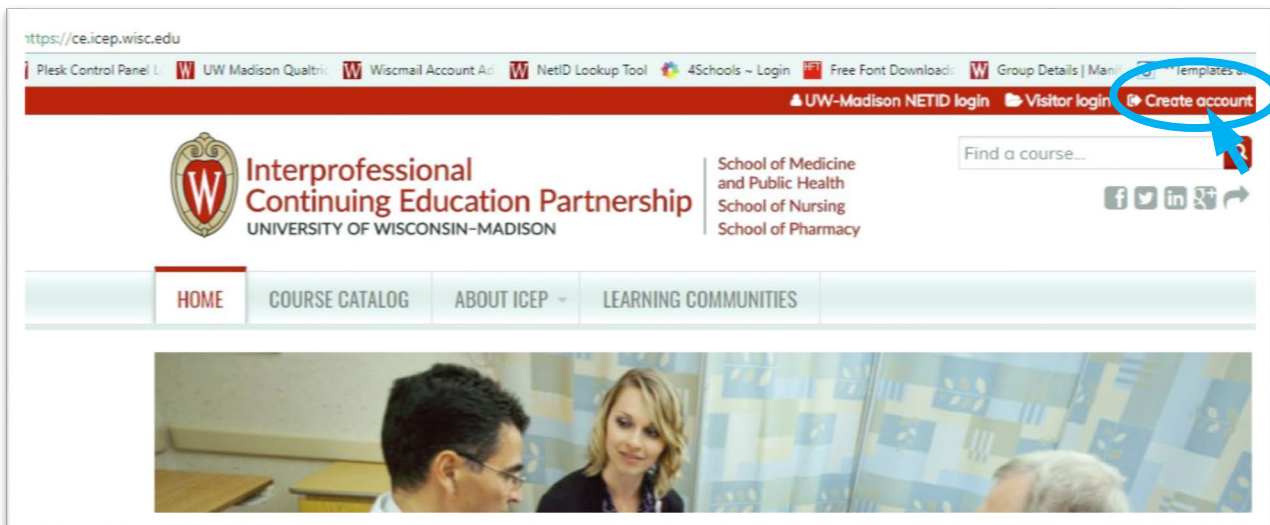 https://ce.icep.wisc.edu
Plesk Control Panel L UW Madison Qualtric Wiscmail Account Ad NetID Lookup Tool 4Schools ~ Login Free Font Downloads Group Details | Mani Templates a
UW-Madison NETID login Visitor login Create account
Interprofessional
Continuing Education Partnership
UNIVERSITY OF WISCONSIN–MADISON
School of Medicine
and Public Health
School of Nursing
School of Pharmacy
Find a course...
HOME COURSE CATALOG ABOUT ICEP LEARNING COMMUNITIES